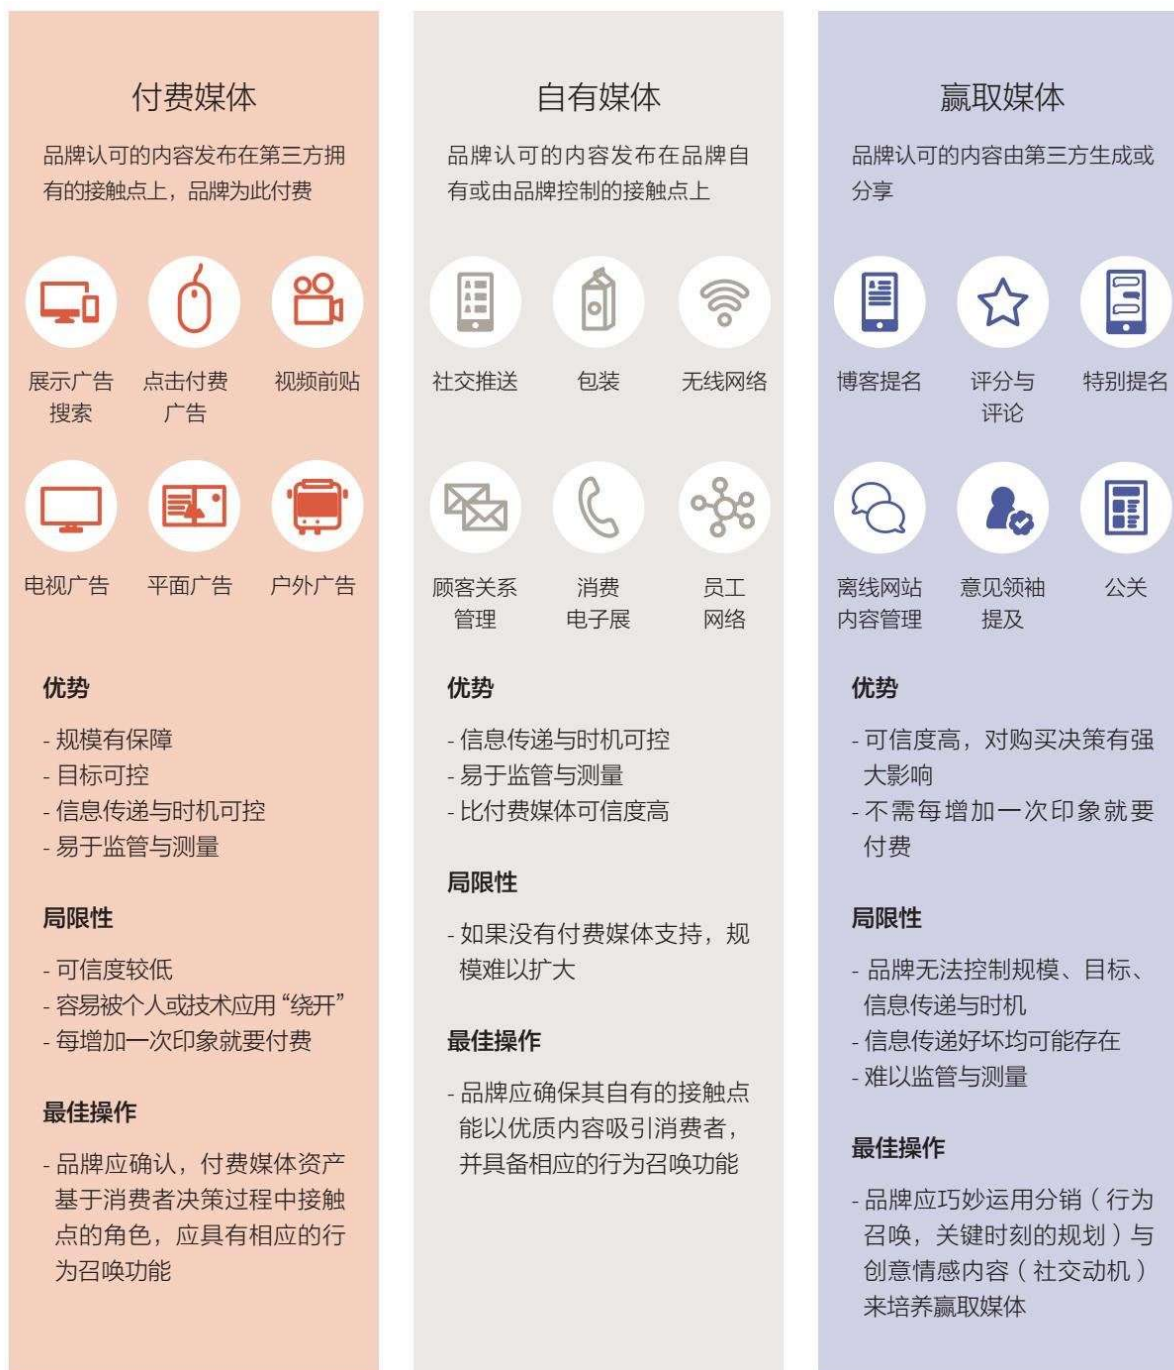 付费媒体
品牌认可的内容发布在第三方拥
有的接触点上，品牌为此付费
展示广告
搜索
点击付费
广告
视频前贴
电视广告
平面广告
户外广告
优势
- 规模有保障
- 目标可控
- 信息传递与时机可控
- 易于监管与测量
局限性
- 可信度较低
- 容易被个人或技术应用“绕开”
- 每增加一次印象就要付费
最佳操作
- 品牌应确认，付费媒体资产
基于消费者决策过程中接触
点的角色，应具有相应的行
为召唤功能
自有媒体
品牌认可的内容发布在品牌自
有或由品牌控制的接触点上
社交推送
包装
无线网络
顾客关系
管理
消费
电子展
员工
网络
优势
- 信息传递与时机可控
- 易于监管与测量
- 比付费媒体可信度高
局限性
- 如果没有付费媒体支持，规
模难以扩大
最佳操作
- 品牌应确保其自有的接触点
能以优质内容吸引消费者，
并具备相应的行为召唤功能
赢取媒体
品牌认可的内容由第三方生成或
分享
博客提名
评分与
评论
特别提名
离线网站
内容管理
意见领袖
提及
公关
优势
- 可信度高，对购买决策有强
大影响
- 不需每增加一次印象就要
付费
局限性
- 品牌无法控制规模、目标、
信息传递与时机
- 信息传递好坏均可能存在
- 难以监管与测量
最佳操作
- 品牌应巧妙运用分销（行为
召唤，关键时刻的规划）与
创意情感内容（社交动机）
来培养赢取媒体